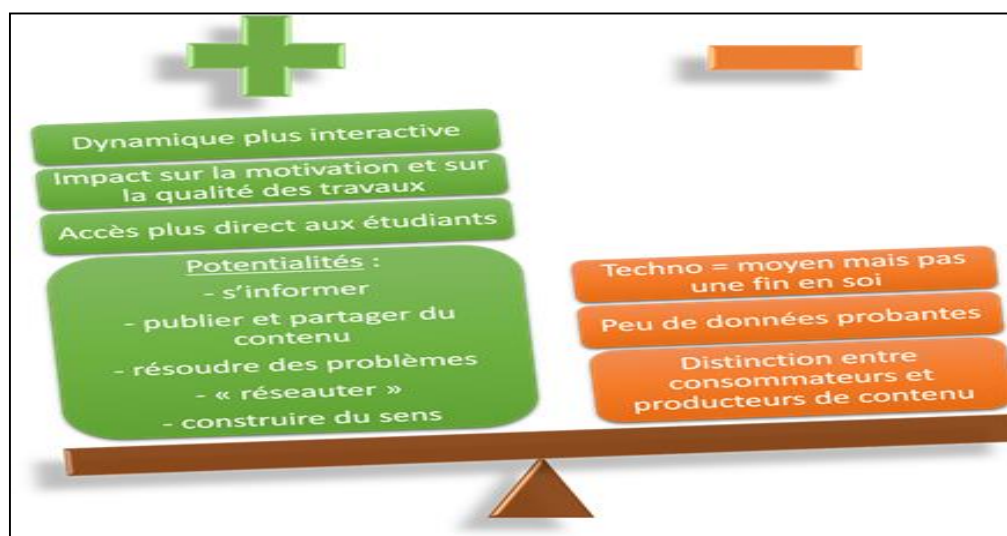 Dynamique plus interactive
Impact sur la motivation et sur
la qualité des travaux
Accès plus direct aux étudiants
Potentialités :
- s'informer
- publier et partager du
contenu
- résoudre des problèmes
- « réseauter »
- construire du sens
Techno = moyen mais pas
une fin en soi
Peu de données probantes
Distinction entre
consommateurs et
producteurs de contenu